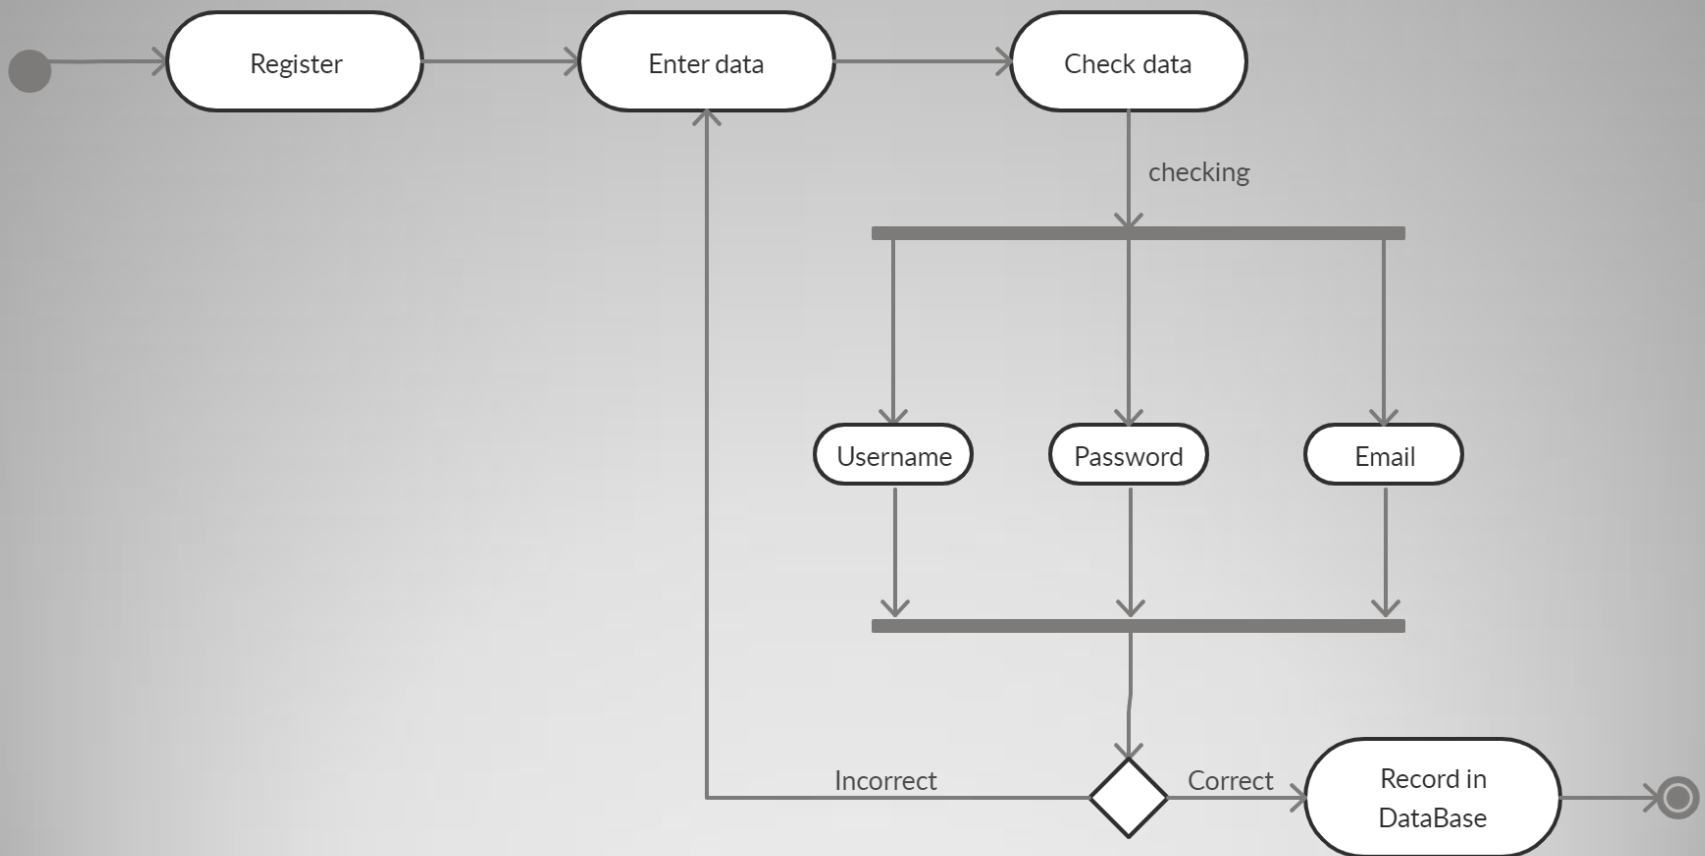 Register
Enter data
Check data
checking
Username
Password
Email
Incorrect
Correct
Record in
DataBase